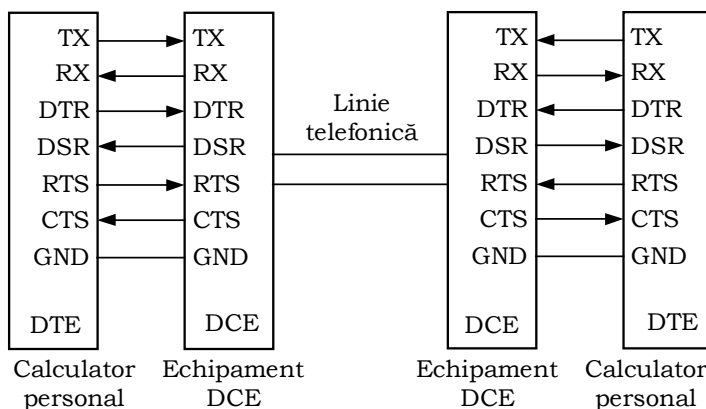 TX TX TX TX
RX RX RX RX
DTR DTR Linie DTR DTR
DSR DSR telefonică DSR DSR
RTS RTS RTS RTS
CTS CTS CTS CTS
GND GND GND GND
DTE DCE DCE DTE
Calculator Echipament Echipament Calculator
personal DCE DCE personal